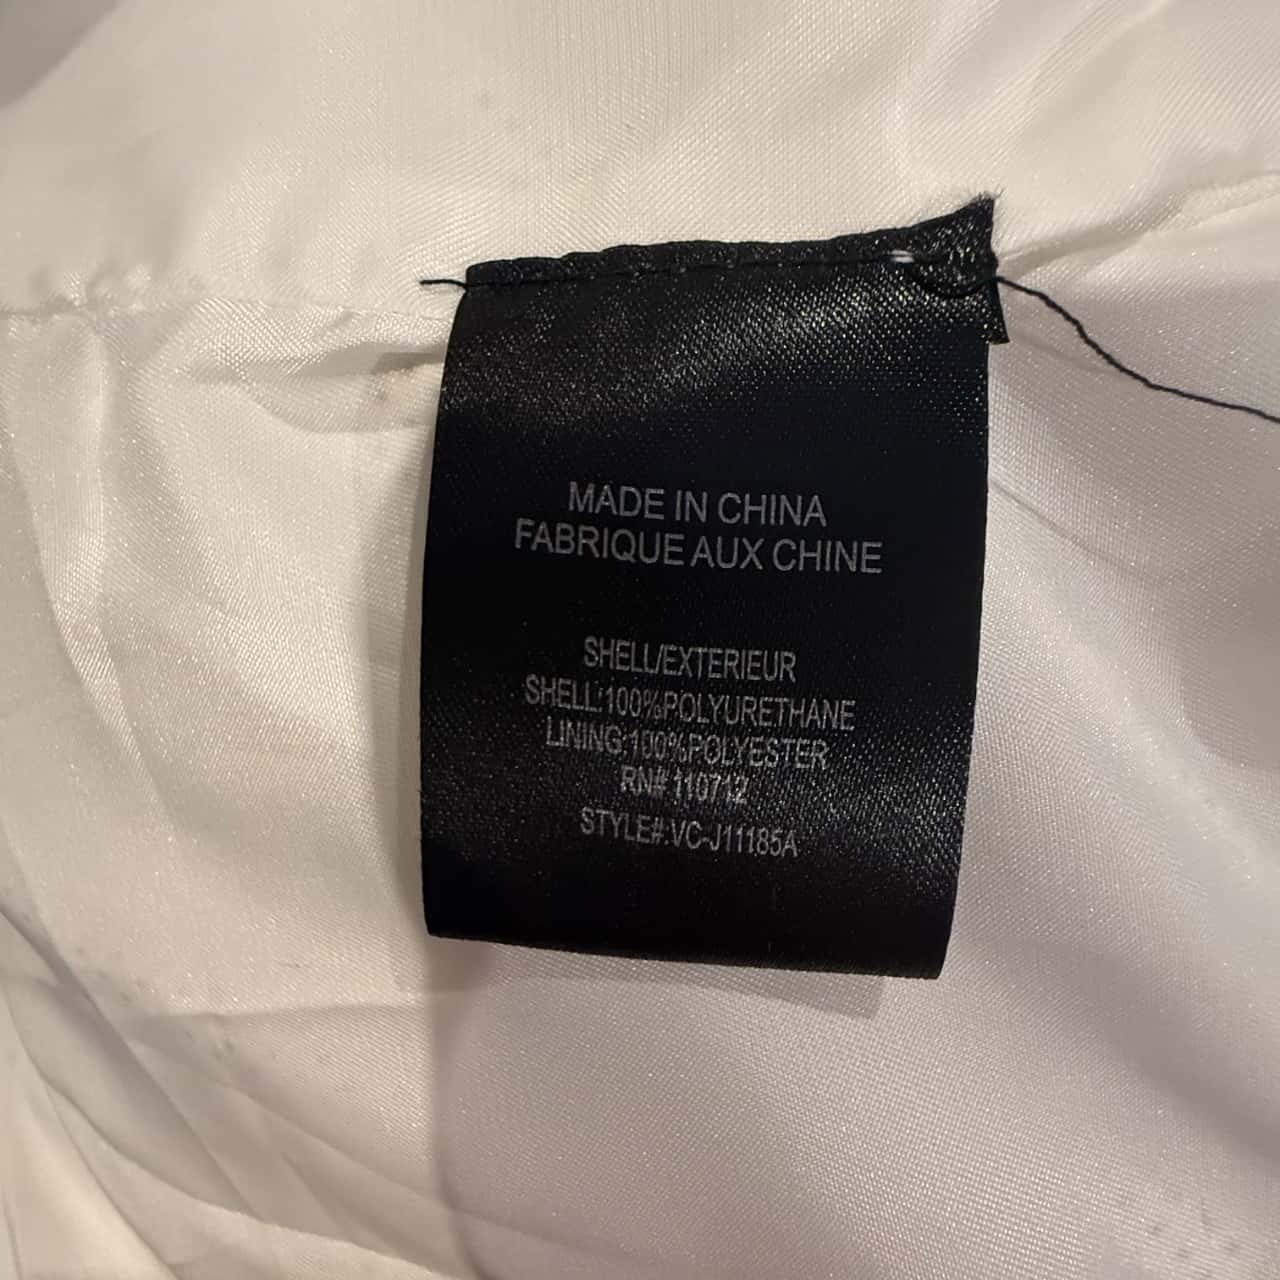 MADE IN CHINA
FABRIQUE AUX CHINE
SHELL/EXTERIEUR
SHELL:100%POLYURETHANE
LINING:100%POLYESTER
RN# 110712
STYLE#:VC-J11185A